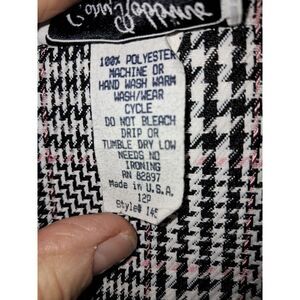 100% POLYESTER
MACHINE OR
HAND WASH WARM
WASH/WEAR
CYCLE
DO NOT BLEACH
DRIP OR
TUMBLE DRY LOW
NEEDS NO
IRONING
RN 82897
Made in U.S.A.
12P
Style# 145